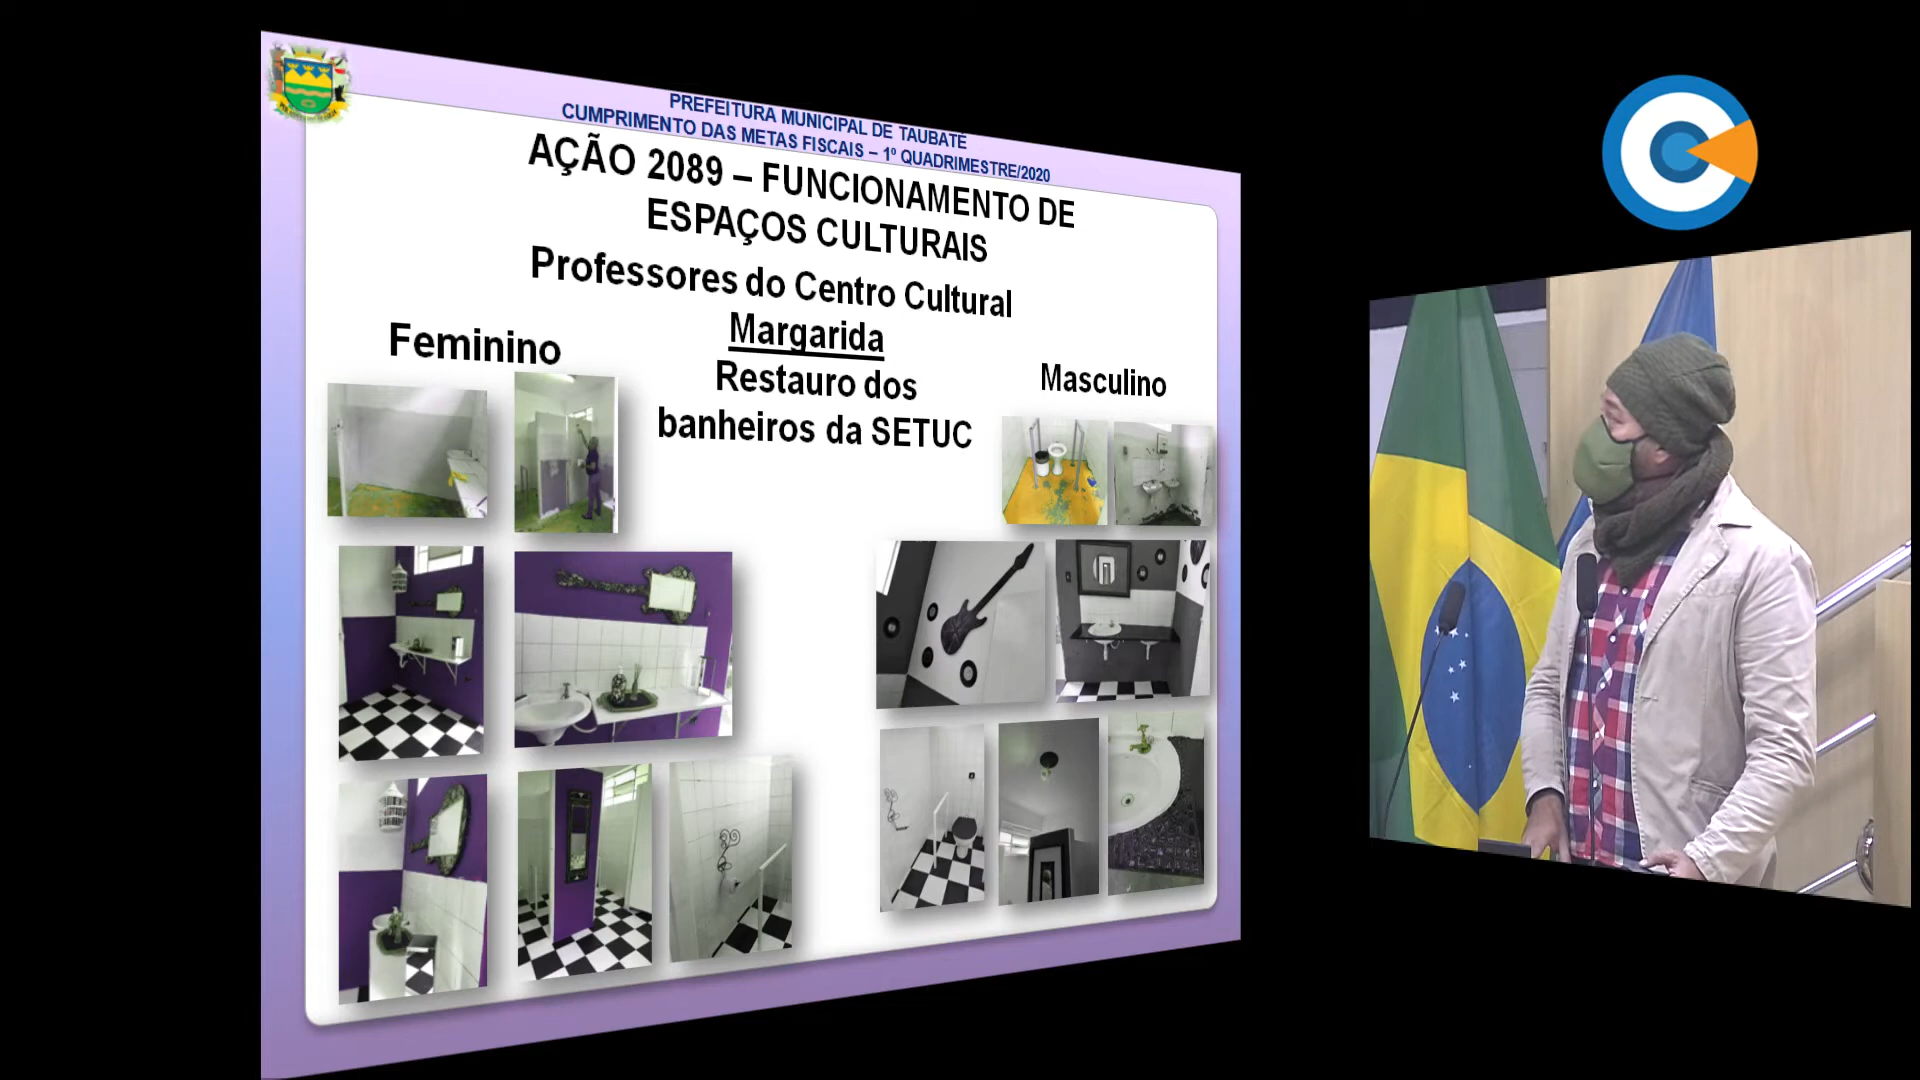 PREFEITURA MUNICIPAL DE TAUBATÉ
CUMPRIMENTO DAS METAS FISCAIS – 1º QUADRIMESTRE/2020
AÇÃO 2089 – FUNCIONAMENTO DE
ESPAÇOS CULTURAIS
Professores do Centro Cultural
Margarida
Restauro dos
banheiros da SETUC
Feminino
Masculino